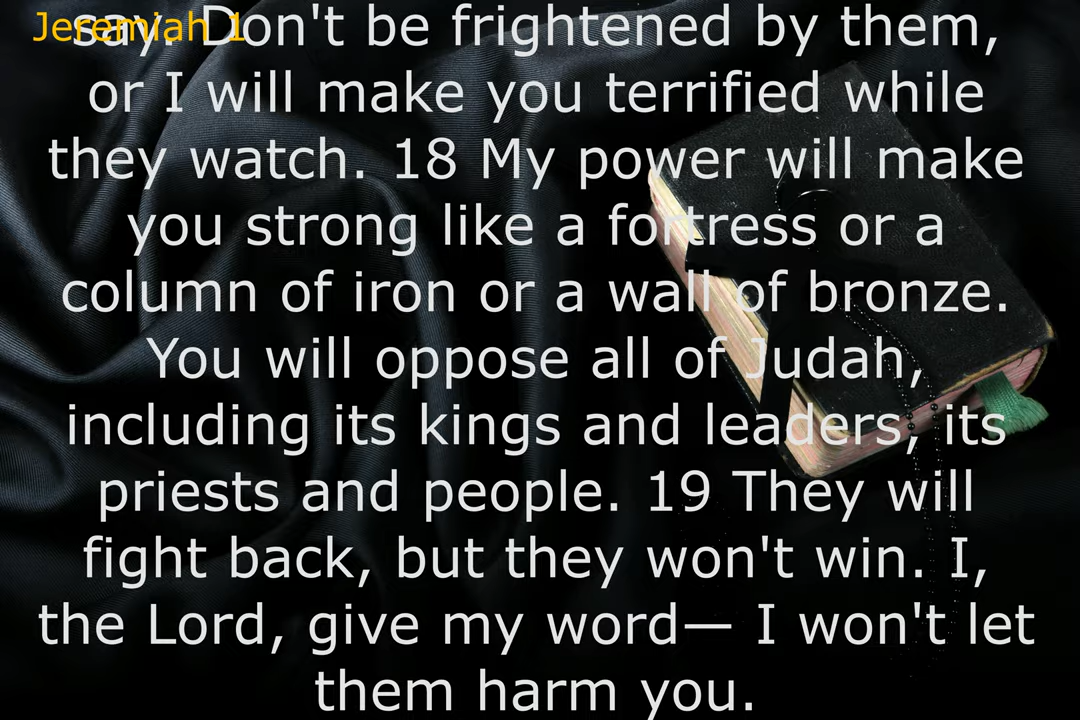 Jeremiah 1
say. Don't be frightened by them,
or I will make you terrified while
they watch. 18 My power will make
you strong like a fortress or a
column of iron or a wall of bronze.
You will oppose all of Judah,
including its kings and leaders, its
priests and people. 19 They will
fight back, but they won't win. I,
the Lord, give my word— I won't let
them harm you.